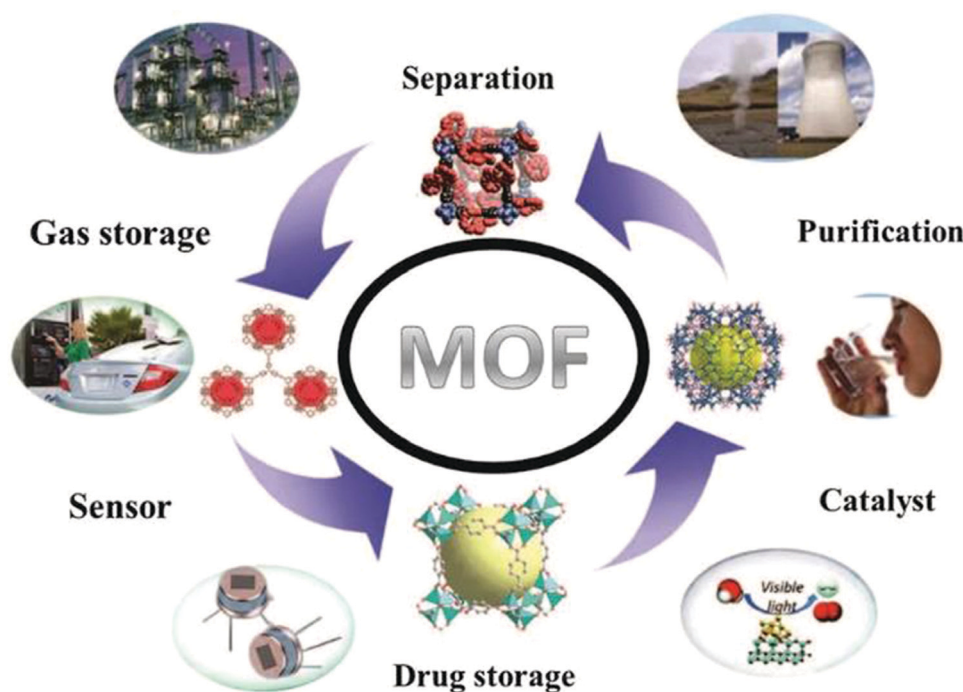 Separation
Gas storage
Purification
MOF
Sensor
Catalyst
Visible
light
Drug storage